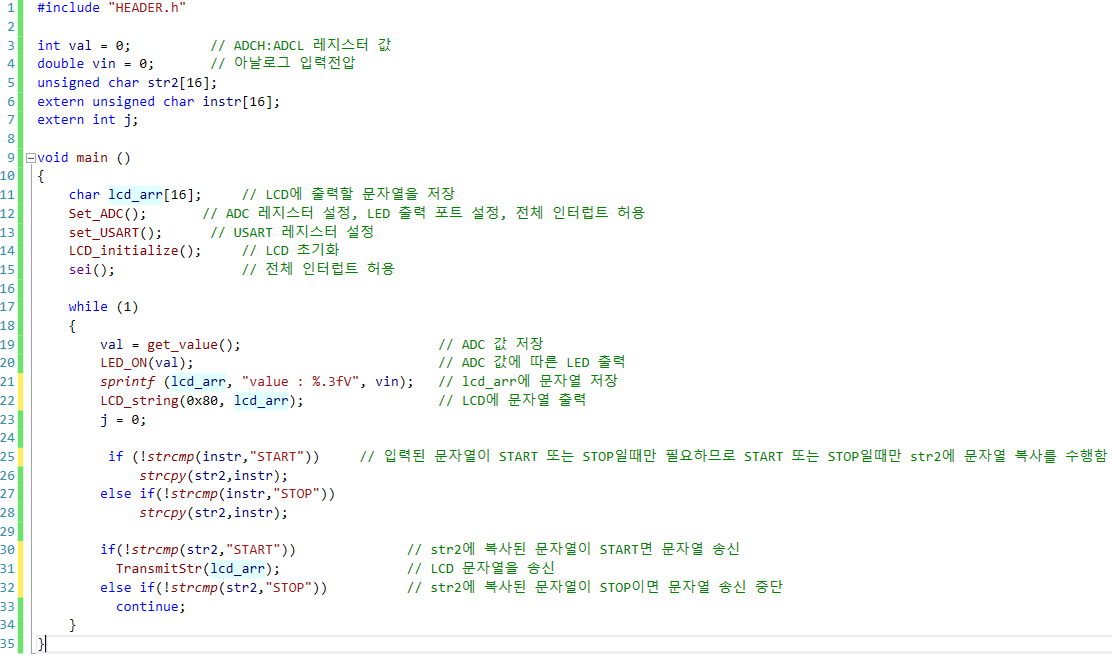 1 #include "HEADER.h"
2
3 int val = 0; // ADCH:ADCL 레지스터 값
4 double vin = 0; // 아날로그 입력전압
5 unsigned char str2[16];
6 extern unsigned char instr[16];
7 extern int j;
8
9 void main ()
10 {
11 char lcd_arr[16]; // LCD에 출력할 문자열을 저장
12 Set_ADC(); // ADC 레지스터 설정, LED 출력 포트 설정, 전체 인터럽트 허용
13 set_USART(); // USART 레지스터 설정
14 LCD_initialize(); // LCD 초기화
15 sei(); // 전체 인터럽트 허용
16
17 while (1)
18 {
19 val = get_value(); // ADC 값 저장
20 LED_ON(val); // ADC 값에 따른 LED 출력
21 sprintf (lcd_arr, "value : %.3fV", vin); // lcd_arr에 문자열 저장
22 LCD_string(0x80, lcd_arr); // LCD에 문자열 출력
23 j = 0;
24
25 if (!strcmp(instr,"START")) // 입력된 문자열이 START 또는 STOP일때만 필요하므로 START 또는 STOP일때만 str2에 문자열 복사를 수행함
26 strcpy(str2,instr);
27 else if(!strcmp(instr,"STOP"))
28 strcpy(str2,instr);
29
30 if(!strcmp(str2,"START")) // str2에 복사된 문자열이 START면 문자열 송신
31 TransmitStr(lcd_arr); // LCD 문자열을 송신
32 else if(!strcmp(str2,"STOP")) // str2에 복사된 문자열이 STOP이면 문자열 송신 중단
33 continue;
34 }
35 }